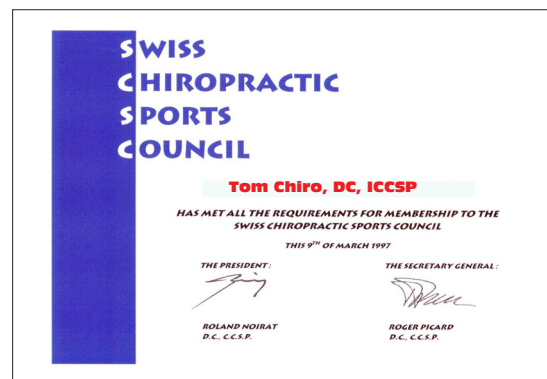 SWISS
CHIROPRACTIC
SPORTS
COUNCIL
Tom Chiro, DC, ICCSP
HAS MET ALL THE REQUIREMENTS FOR MEMBERSHIP TO THE
SWISS CHIROPRACTIC SPORTS COUNCIL
THIS 9TH OF MARCH 1997
THE PRESIDENT: THE SECRETARY GENERAL:
ROLAND NOIRAT ROGER PICARD
D.C., C.C.S.P. D.C., C.C.S.P.